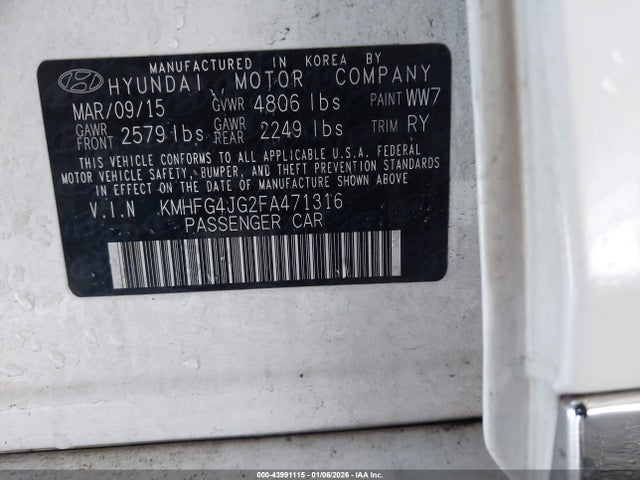 MANUFACTURED IN KOREA BY
HYUNDAI MOTOR COMPANY
MAR/09/15 GVWR 4806 lbs PAINT WW7
GAWR FRONT 2579 lbs GAWR REAR 2249 lbs TRIM RY
THIS VEHICLE CONFORMS TO ALL APPLICABLE U.S.A. FEDERAL
MOTOR VEHICLE SAFETY, BUMPER, AND THEFT PREVENTION STANDARDS
IN EFFECT ON THE DATE OF MANUFACTURE SHOWN ABOVE.
V.I.N KMHFG4JG2FA471316
PASSENGER CAR
000-43991115 - 01/06/2026 - IAAI.COM